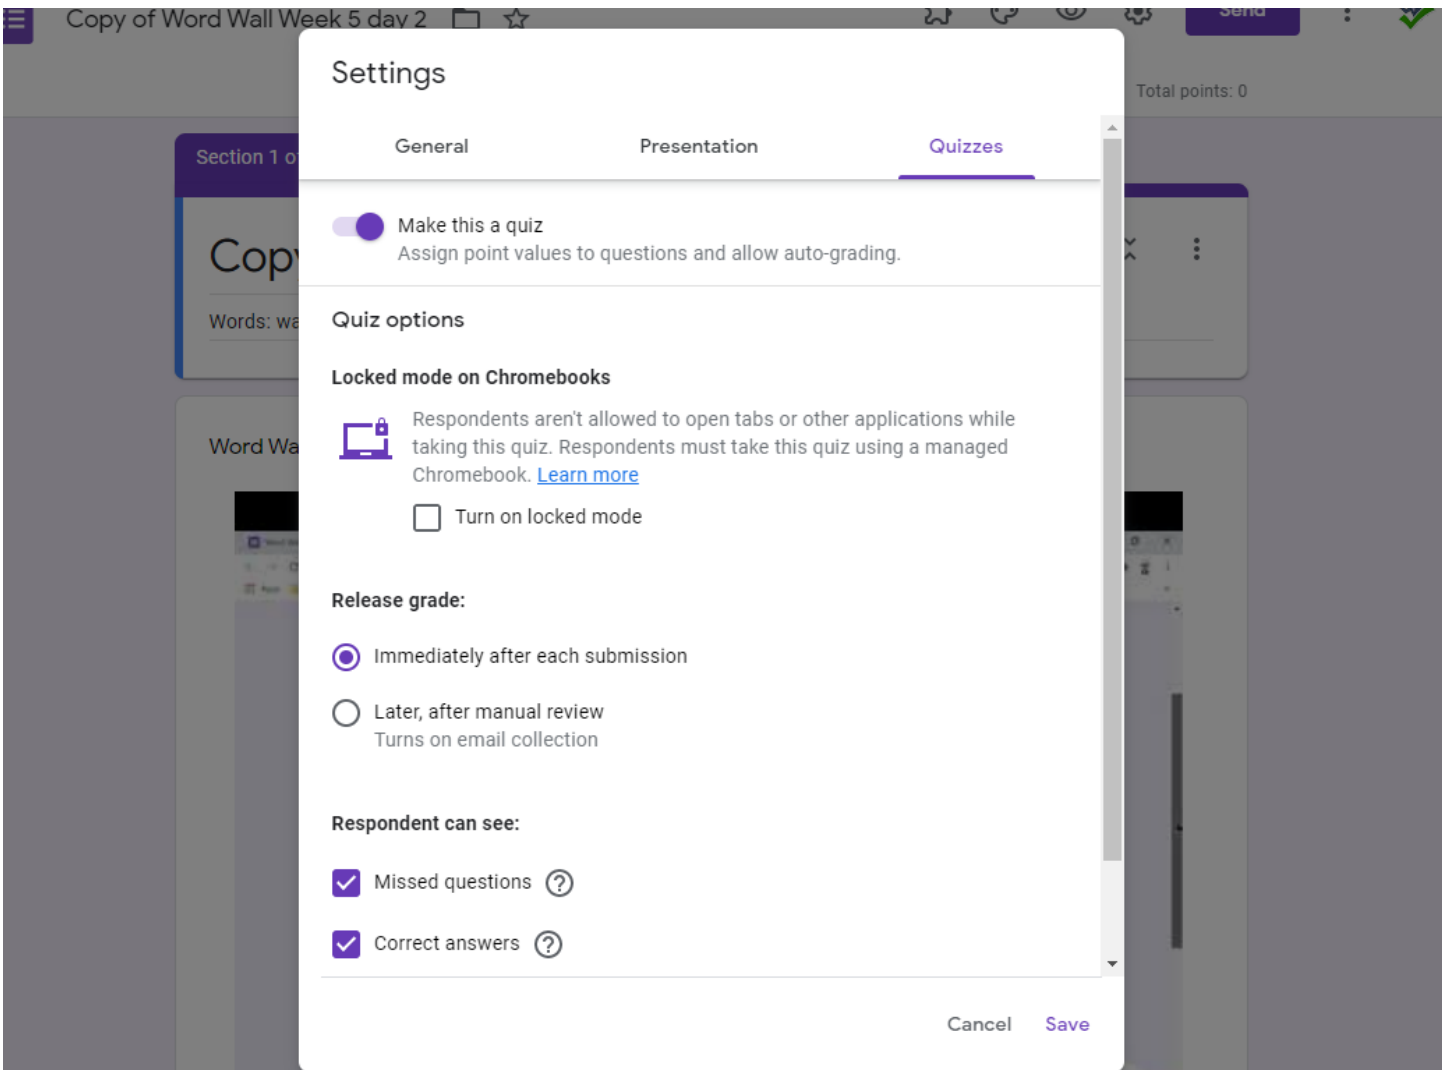 Copy of Word Wall Week 5 day 2
Send
Total points: 0
Settings
General Presentation Quizzes
Section 1 o
Make this a quiz
Assign point values to questions and allow auto-grading.
Cop
Words: wa
Quiz options
Locked mode on Chromebooks
Respondents aren't allowed to open tabs or other applications while
taking this quiz. Respondents must take this quiz using a managed
Chromebook. Learn more
Word Wa
Turn on locked mode
Release grade:
Immediately after each submission
Later, after manual review
Turns on email collection
Respondent can see:
Missed questions
Correct answers
Cancel Save